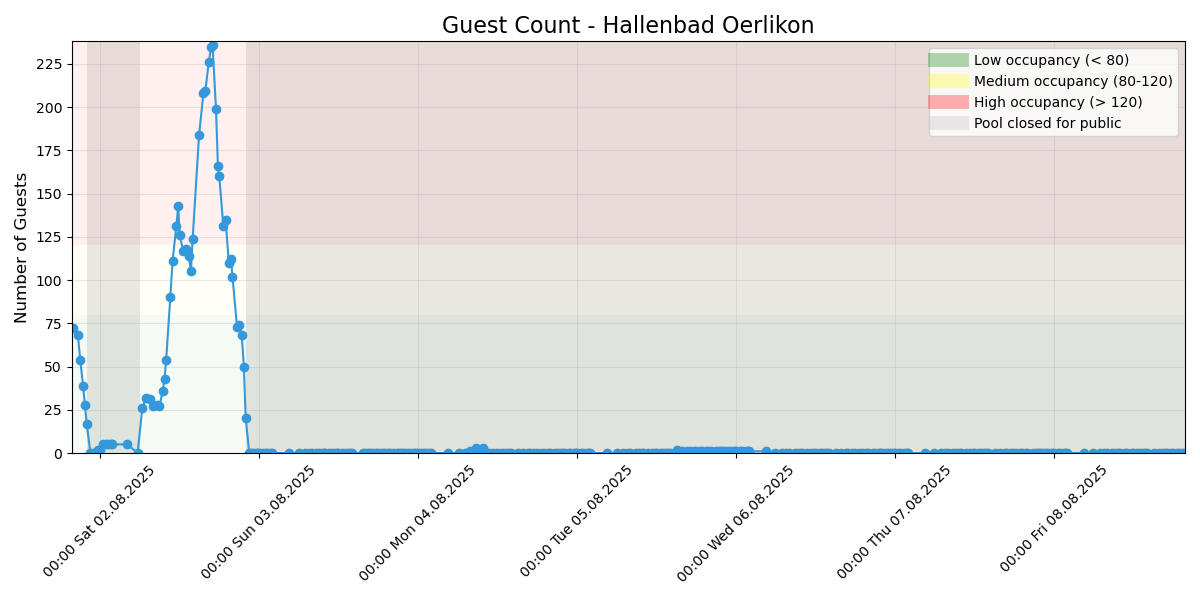 Guest Count - Hallenbad Oerlikon
Number of Guests
225
200
175
150
125
100
75
50
25
0
Low occupancy (< 80)
Medium occupancy (80-120)
High occupancy (> 120)
Pool closed for public
00:00 Sat 02.08.2025
00:00 Sun 03.08.2025
00:00 Mon 04.08.2025
00:00 Tue 05.08.2025
00:00 Wed 06.08.2025
00:00 Thu 07.08.2025
00:00 Fri 08.08.2025